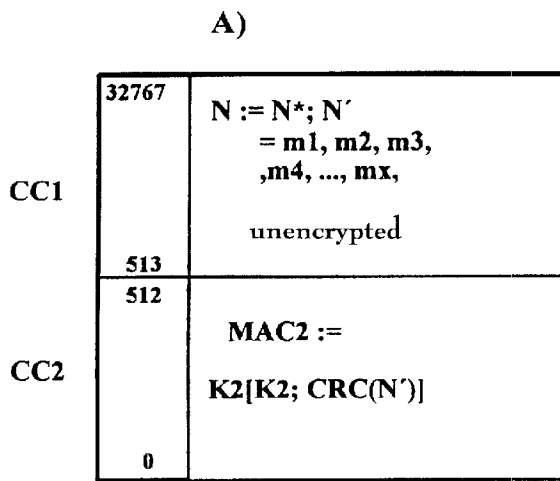 A)
32767
N := N*; N´
= m1, m2, m3,
,m4, ..., mx,
CC1
unencrypted
513
512
MAC2 :=
CC2
K2[K2; CRC(N´)]
0